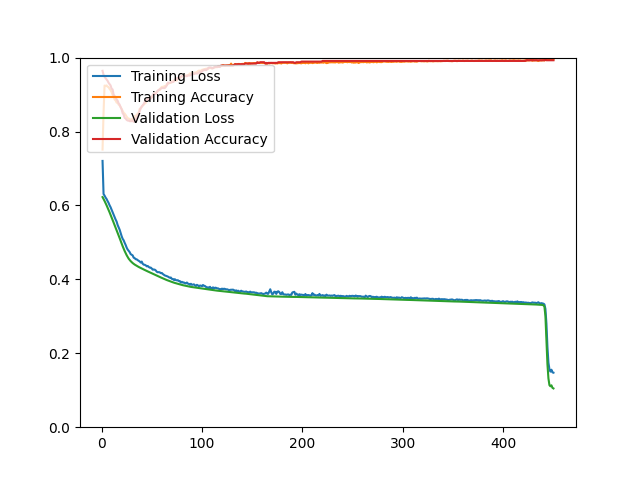 1.0
Training Loss
Training Accuracy
Validation Loss
Validation Accuracy
0.8
0.6
0.4
0.2
0.0
0 100 200 300 400